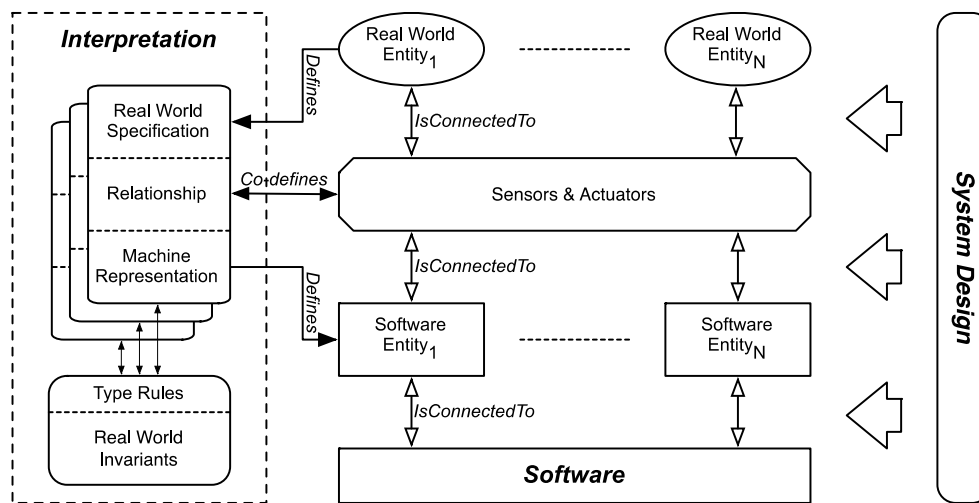 Interpretation
Real World
Specification
Relationship
Machine
Representation
Type Rules
Real World
Invariants
Defines
Co-defines
Defines
Real World
Entity1
Real World
EntityN
IsConnectedTo
Sensors & Actuators
IsConnectedTo
Software
Entity1
Software
EntityN
IsConnectedTo
Software
System Design